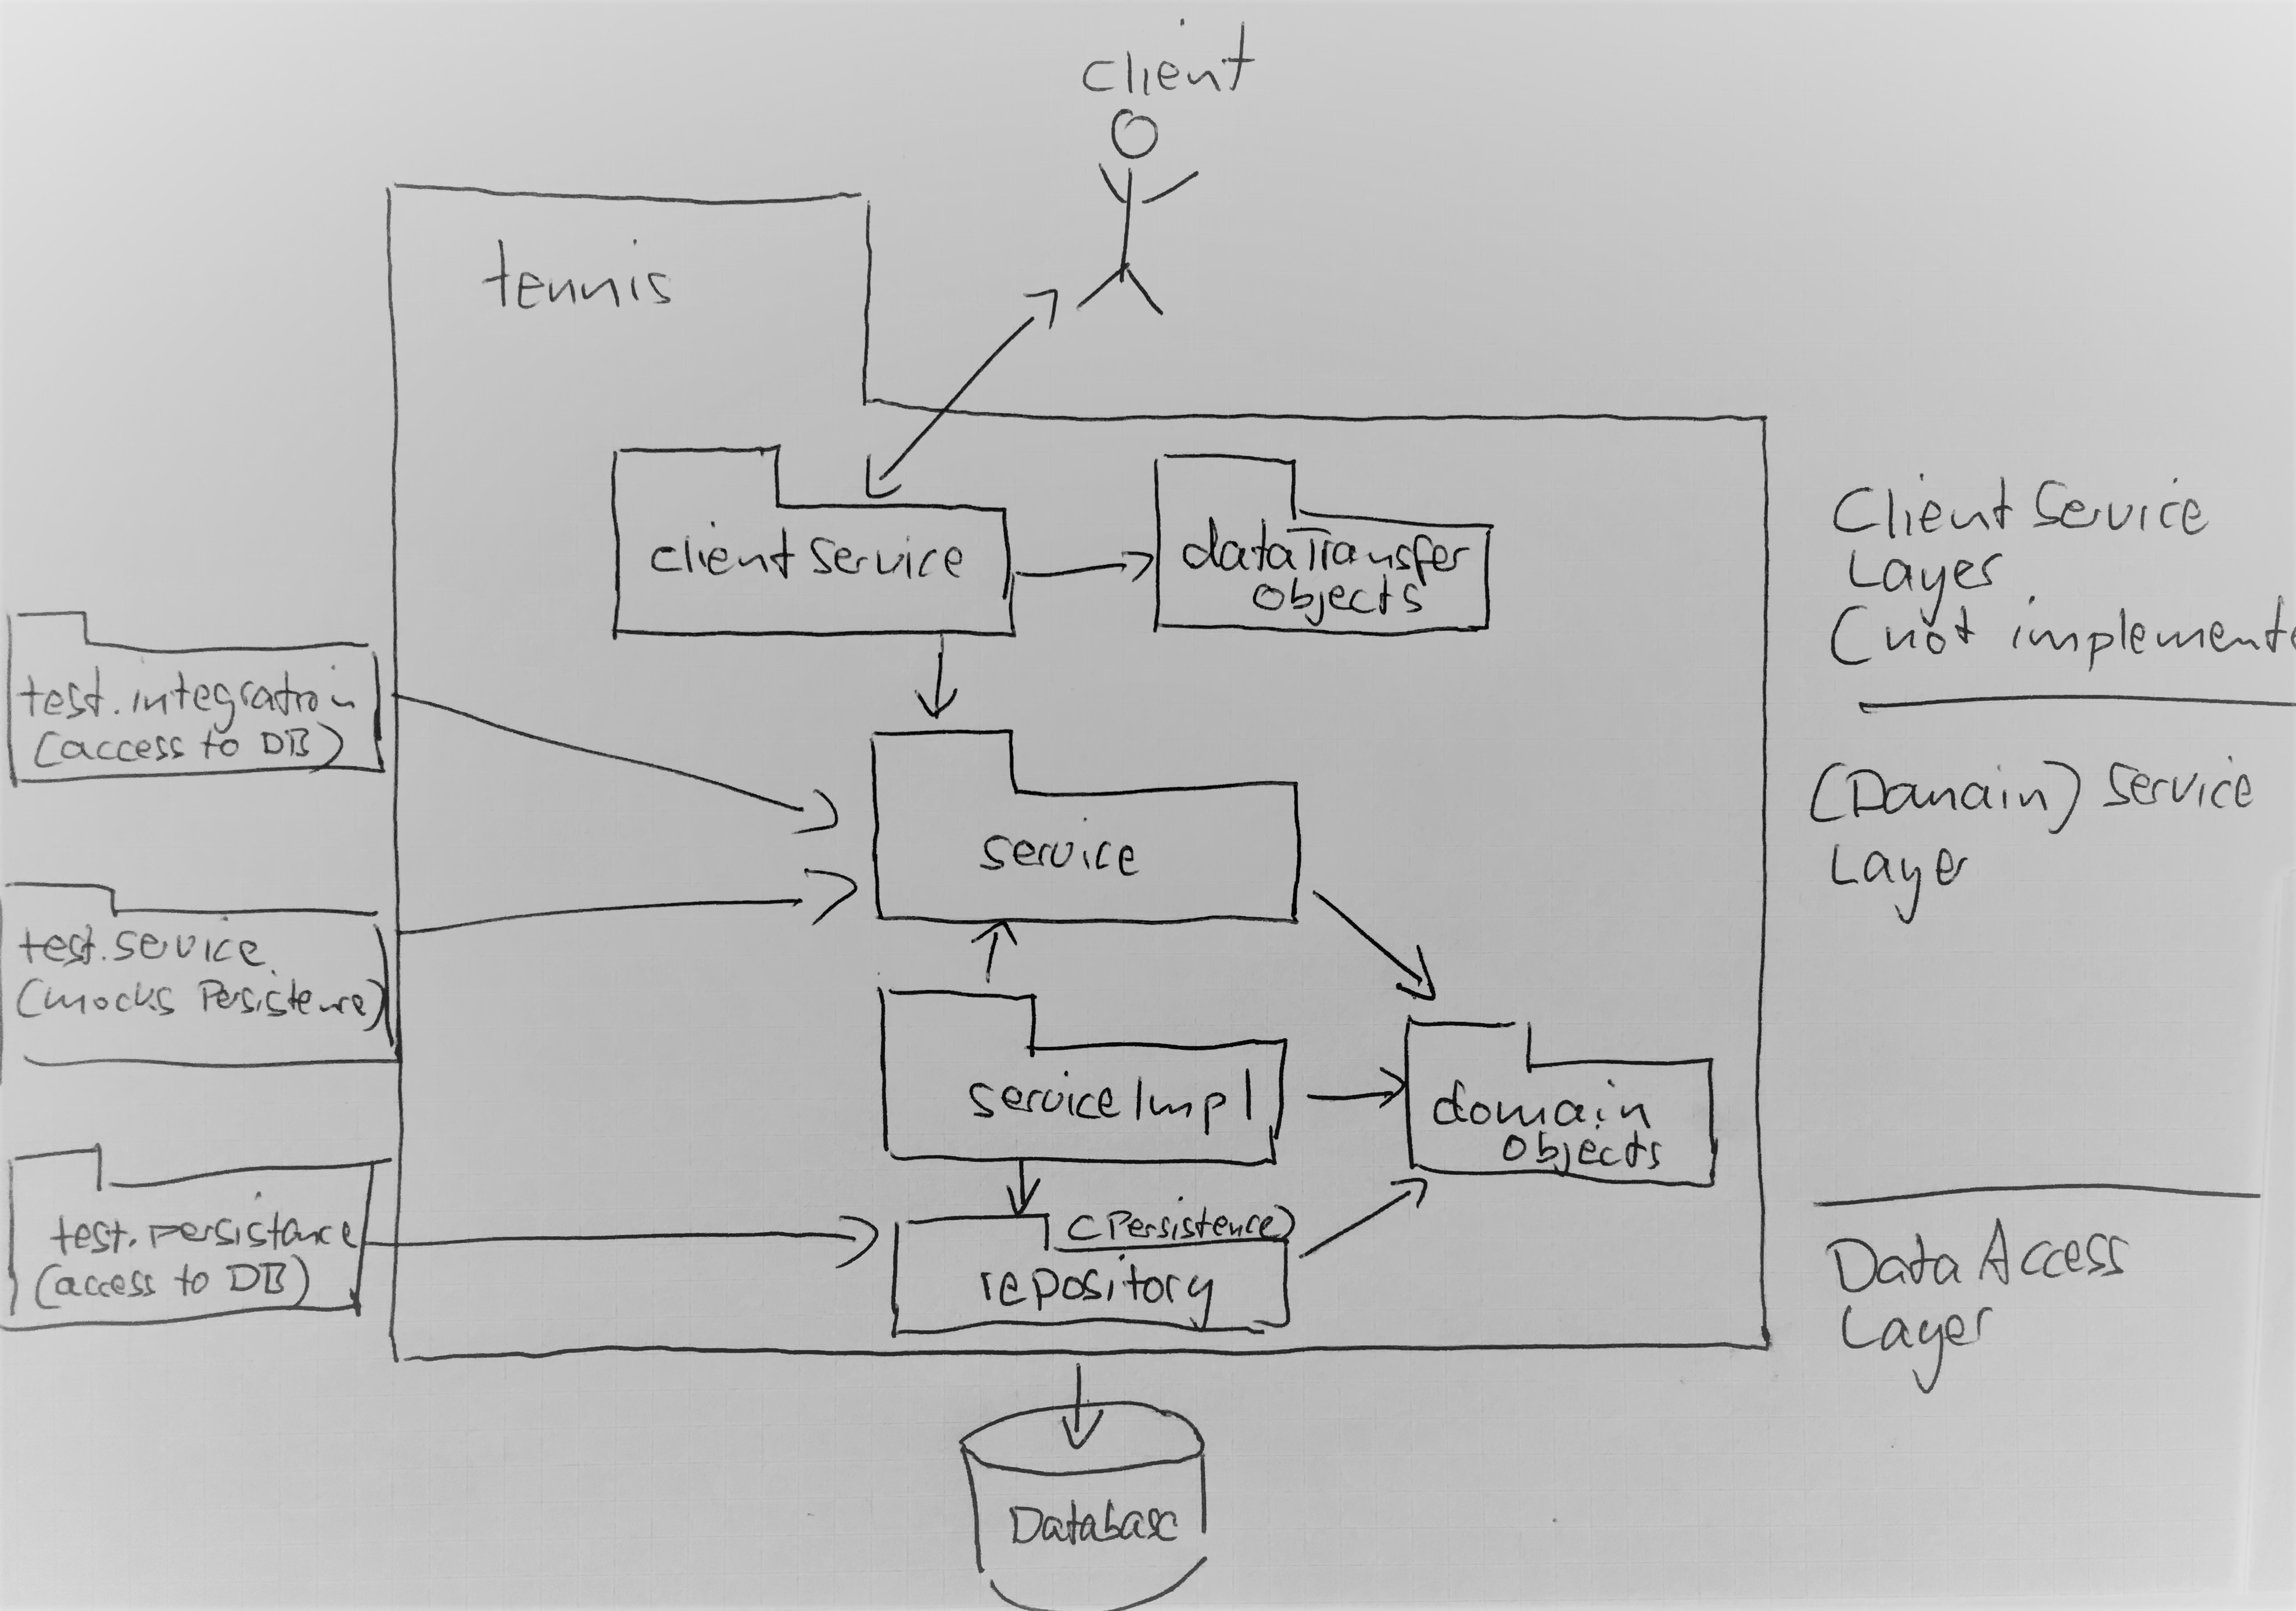 client
tennis
clientService
dataTransfer
objects
Client Service
Layer
(not implemente
test.integration
(access to DB)
(Domain) Service
Layer
service
test.service
(mocks Persistence)
serviceImpl
domain
objects
test.persistance
(access to DB)
(Persistence)
repository
Data Access
Layer
Database